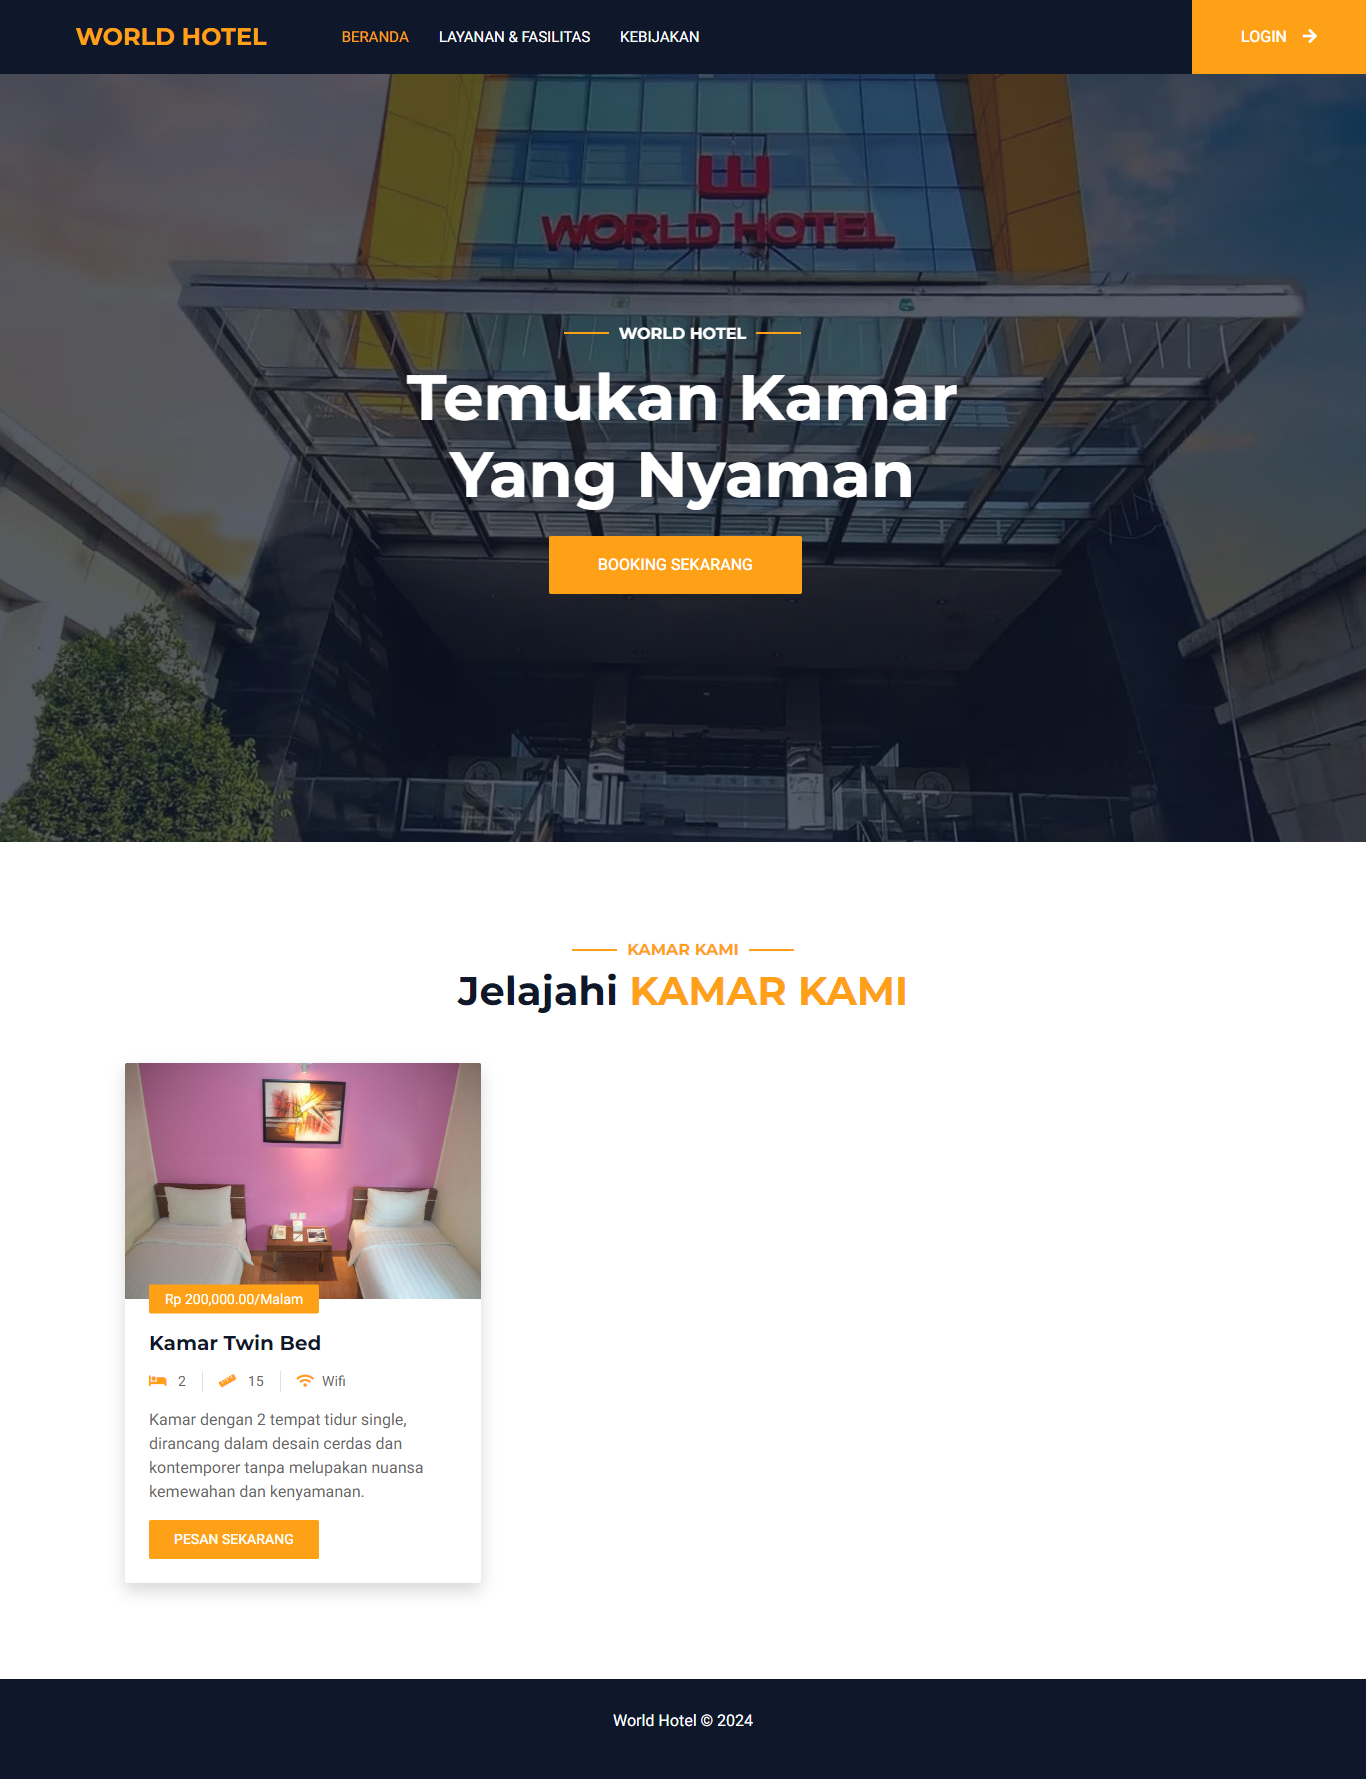 WORLD HOTEL
BERANDA
LAYANAN & FASILITAS
KEBIJAKAN
LOGIN
WORLD HOTEL
WORLD HOTEL
Temukan Kamar
Yang Nyaman
BOOKING SEKARANG
KAMAR KAMI
Jelajahi KAMAR KAMI
Rp 200,000.00/Malam
Kamar Twin Bed
2
15
Wifi
Kamar dengan 2 tempat tidur single,
dirancang dalam desain cerdas dan
kontemporer tanpa melupakan nuansa
kemewahan dan kenyamanan.
PESAN SEKARANG
World Hotel © 2024